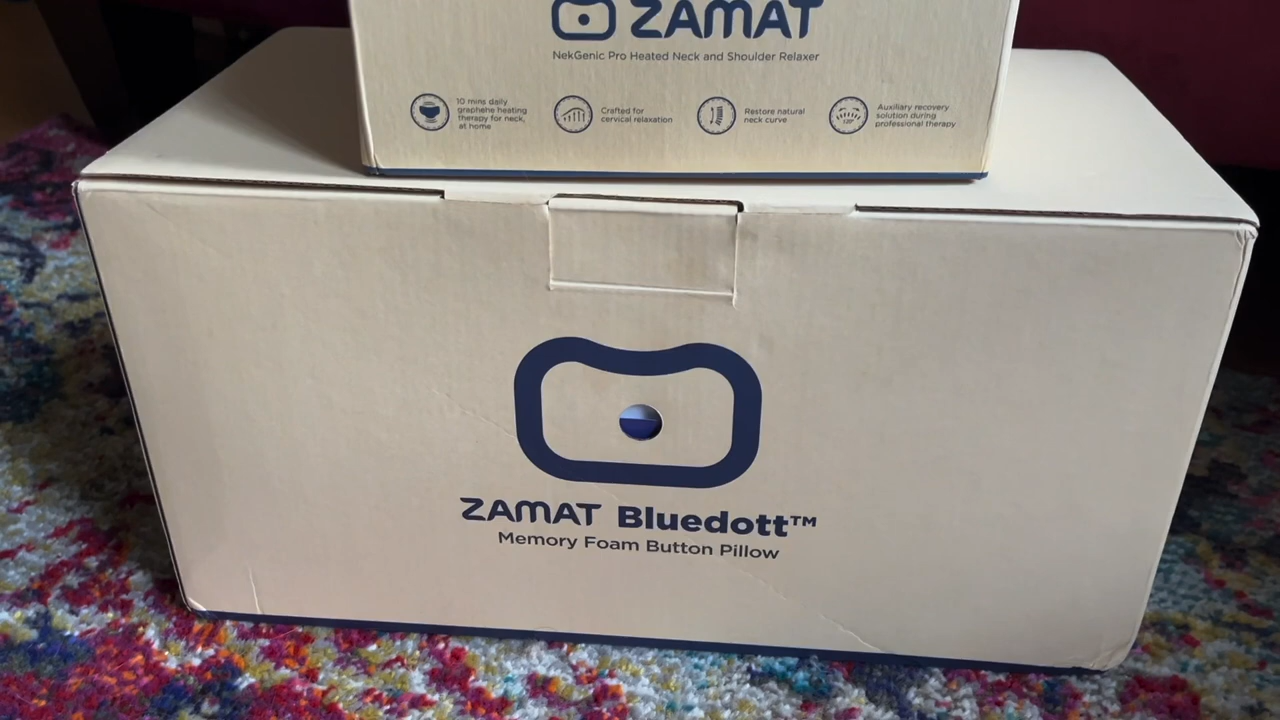 ZAMAT
NekGenic Pro Heated Neck and Shoulder Relaxer
10 mins daily
graphene heating
therapy for neck,
at home
Crafted for
cervical relaxation
Restore natural
neck curve
120°
Auxiliary recovery
solution during
professional therapy
ZAMAT Bluedott™
Memory Foam Button Pillow